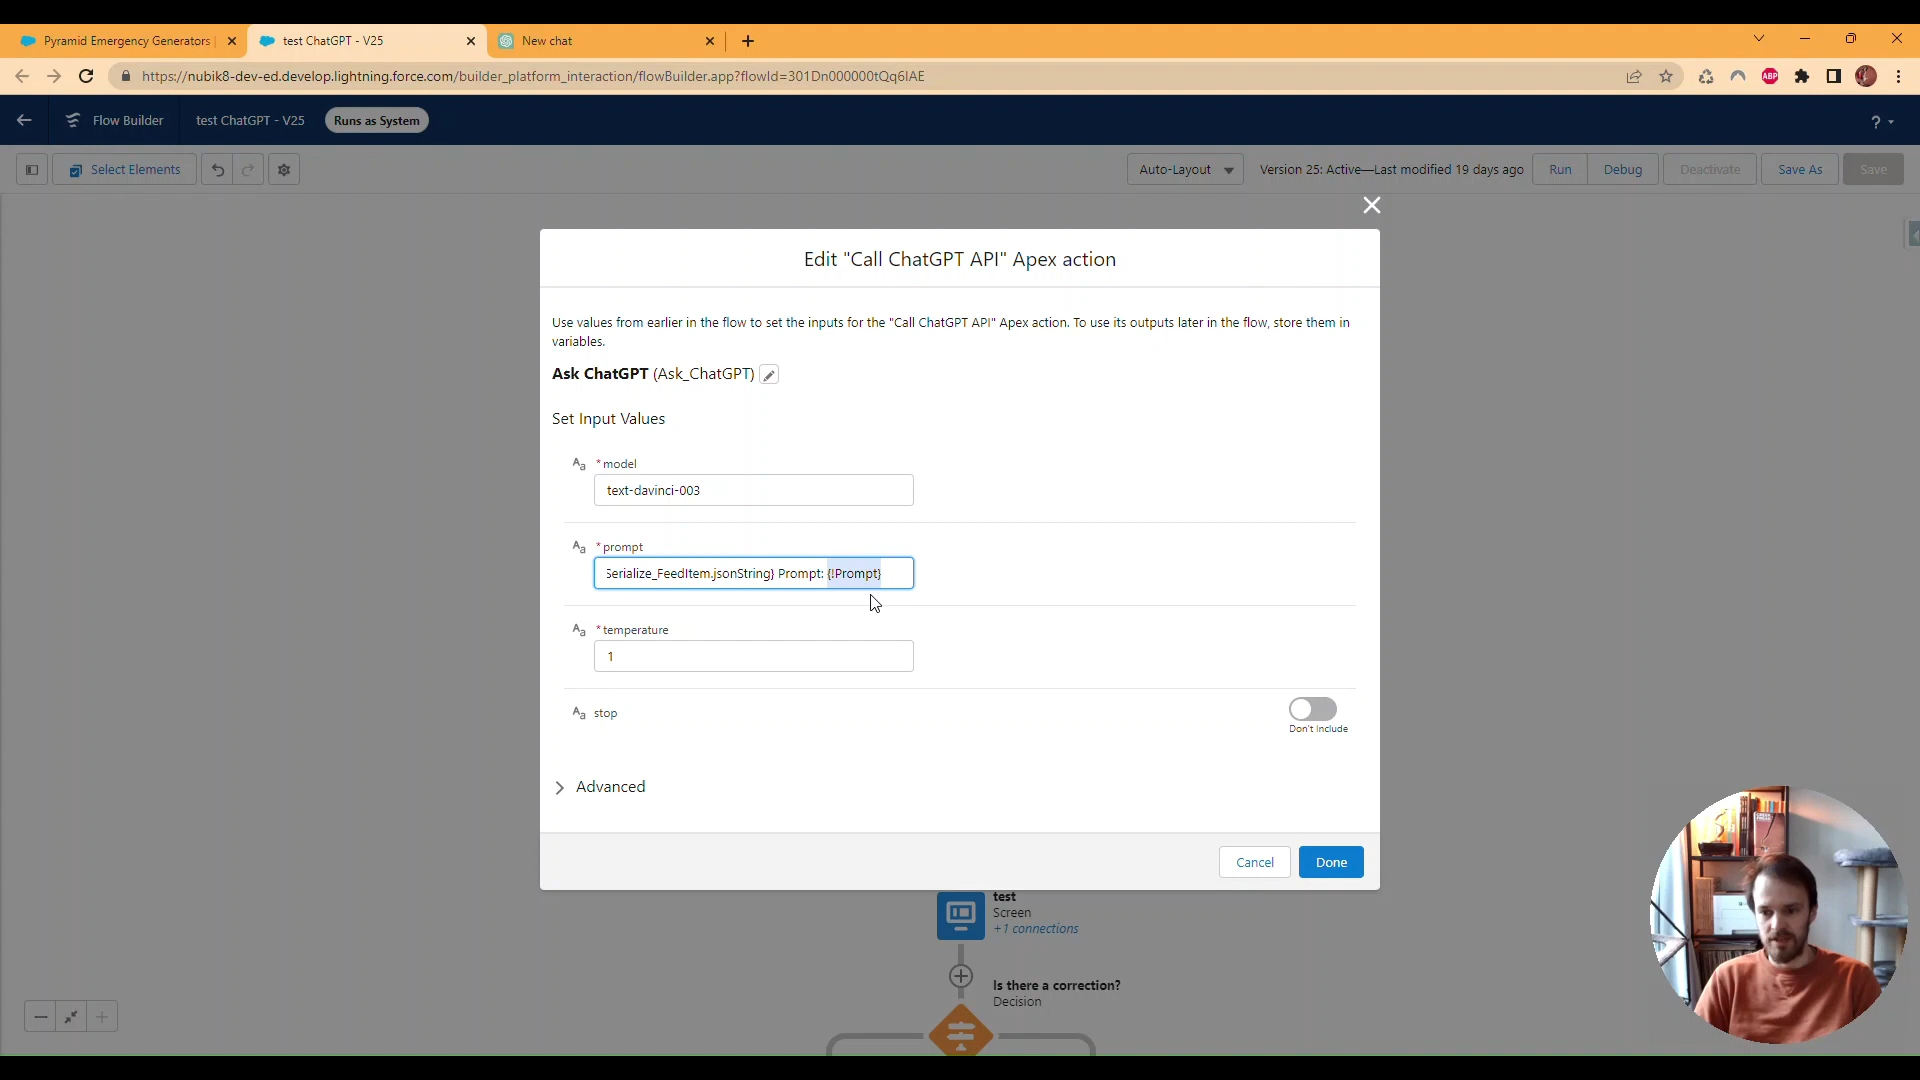 Pyramid Emergency Generators
test ChatGPT - V25
New chat
https://nubik8-dev-ed.develop.lightning.force.com/builder_platform_interaction/flowBuilder.app?flowId=301Dn000000tQq6IAE
ABP
Flow Builder
test ChatGPT - V25
Runs as System
?
Select Elements
Auto-Layout
Version 25: Active—Last modified 19 days ago
Run
Debug
Deactivate
Save As
Save
Edit "Call ChatGPT API" Apex action
Use values from earlier in the flow to set the inputs for the "Call ChatGPT API" Apex action. To use its outputs later in the flow, store them in
variables.
Ask ChatGPT (Ask_ChatGPT)
Set Input Values
Aa *model
text-davinci-003
Aa *prompt
Serialize_FeedItem.jsonString} Prompt: {!Prompt}
Aa *temperature
1
Aa stop
Don't Include
Advanced
Cancel
Done
test
Screen
+1 connections
Is there a correction?
Decision